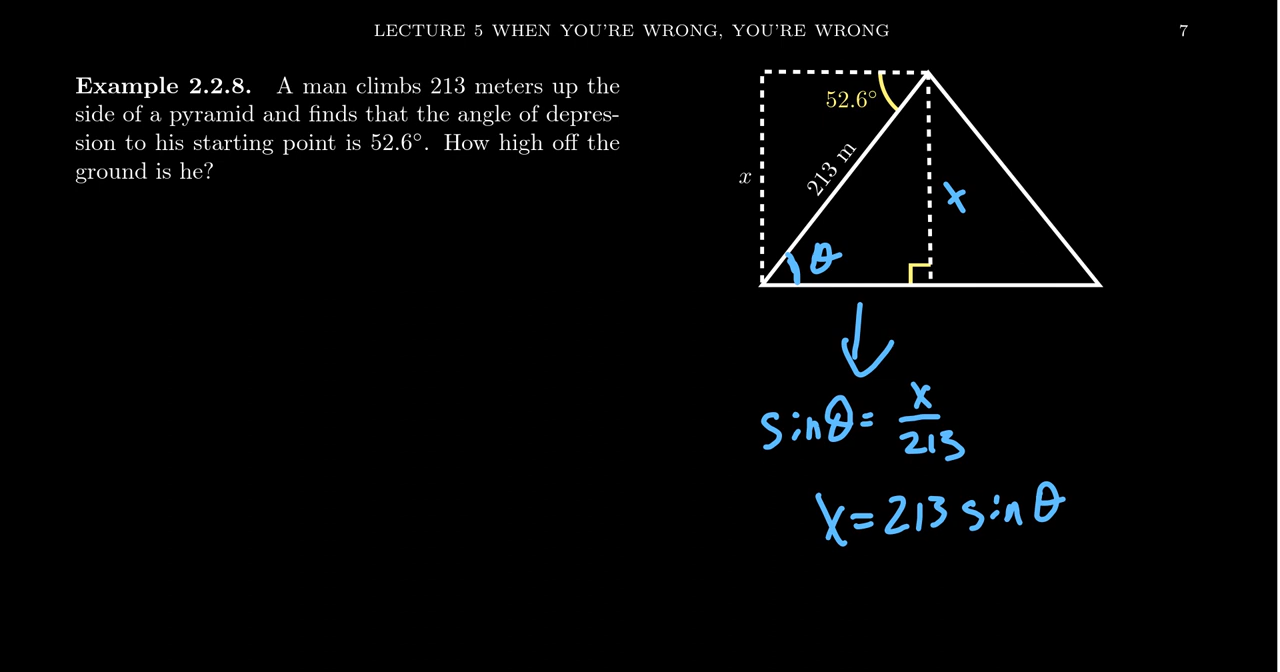 LECTURE 5 WHEN YOU'RE WRONG, YOU'RE WRONG 7
Example 2.2.8. A man climbs 213 meters up the
side of a pyramid and finds that the angle of depres-
sion to his starting point is 52.6°. How high off the
ground is he?
52.6°
213 m
x
x
θ
sinθ = x/213
x = 213 sin θ